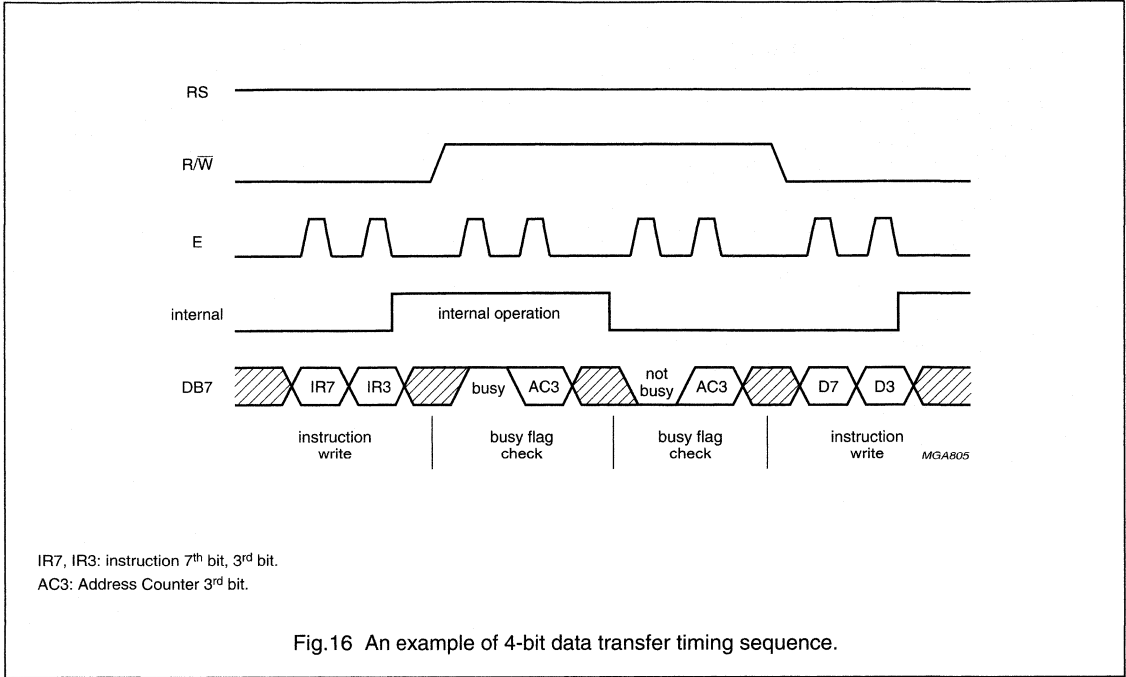 RS
R/W̅
E
internal
internal operation
DB7
IR7 IR3 busy AC3 not busy AC3 D7 D3
instruction write
busy flag check
busy flag check
instruction write
MGA805
IR7, IR3: instruction 7th bit, 3rd bit.
AC3: Address Counter 3rd bit.
Fig.16 An example of 4-bit data transfer timing sequence.